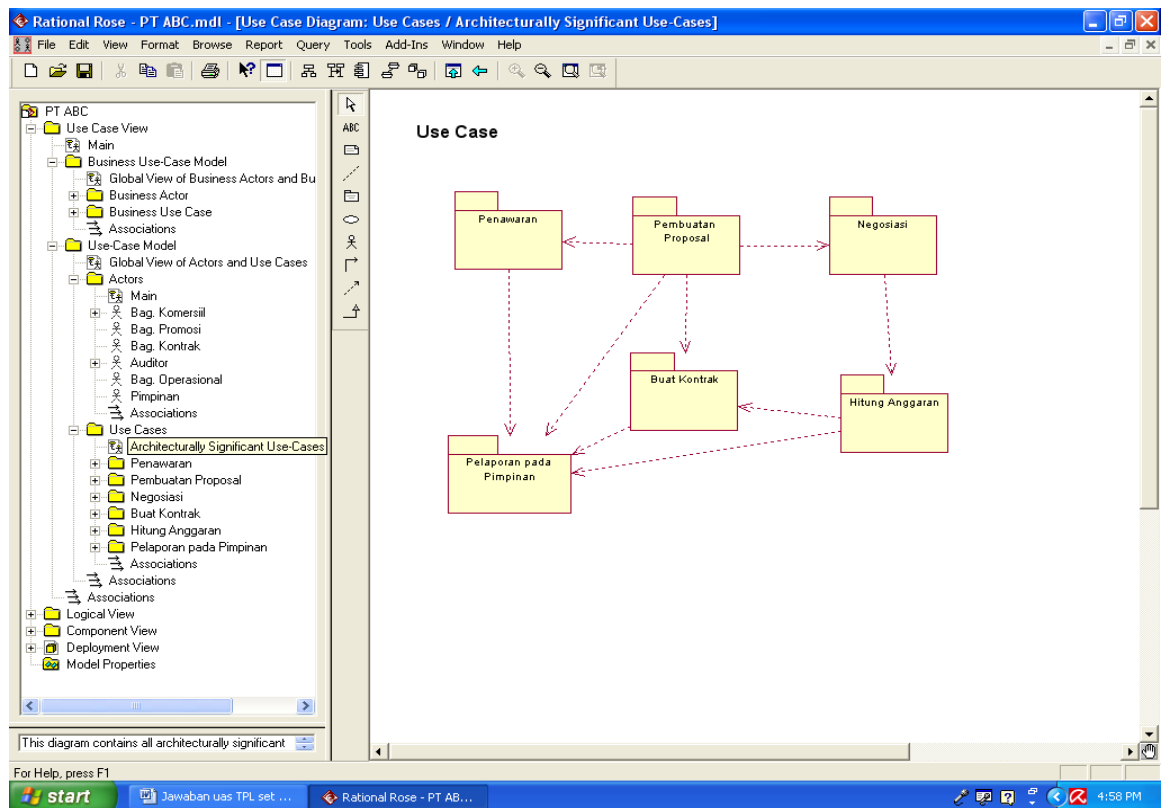 Rational Rose - PT ABC.mdl - [Use Case Diagram: Use Cases / Architecturally Significant Use-Cases]
File Edit View Format Browse Report Query Tools Add-Ins Window Help
PT ABC
Use Case View
Main
Business Use-Case Model
Global View of Business Actors and Bu
Business Actor
Business Use Case
Associations
Use-Case Model
Global View of Actors and Use Cases
Actors
Main
Bag. Komersiil
Bag. Promosi
Bag. Kontrak
Auditor
Bag. Operasional
Pimpinan
Associations
Use Cases
Architecturally Significant Use-Cases
Penawaran
Pembuatan Proposal
Negosiasi
Buat Kontrak
Hitung Anggaran
Pelaporan pada Pimpinan
Associations
Associations
Associations
Logical View
Component View
Deployment View
Model Properties
This diagram contains all architecturally significant
ABC
Use Case
Penawaran
Pembuatan
Proposal
Negosiasi
Buat Kontrak
Hitung Anggaran
Pelaporan pada
Pimpinan
For Help, press F1
start
Jawaban uas TPL set ...
Rational Rose - PT AB...
4:58 PM